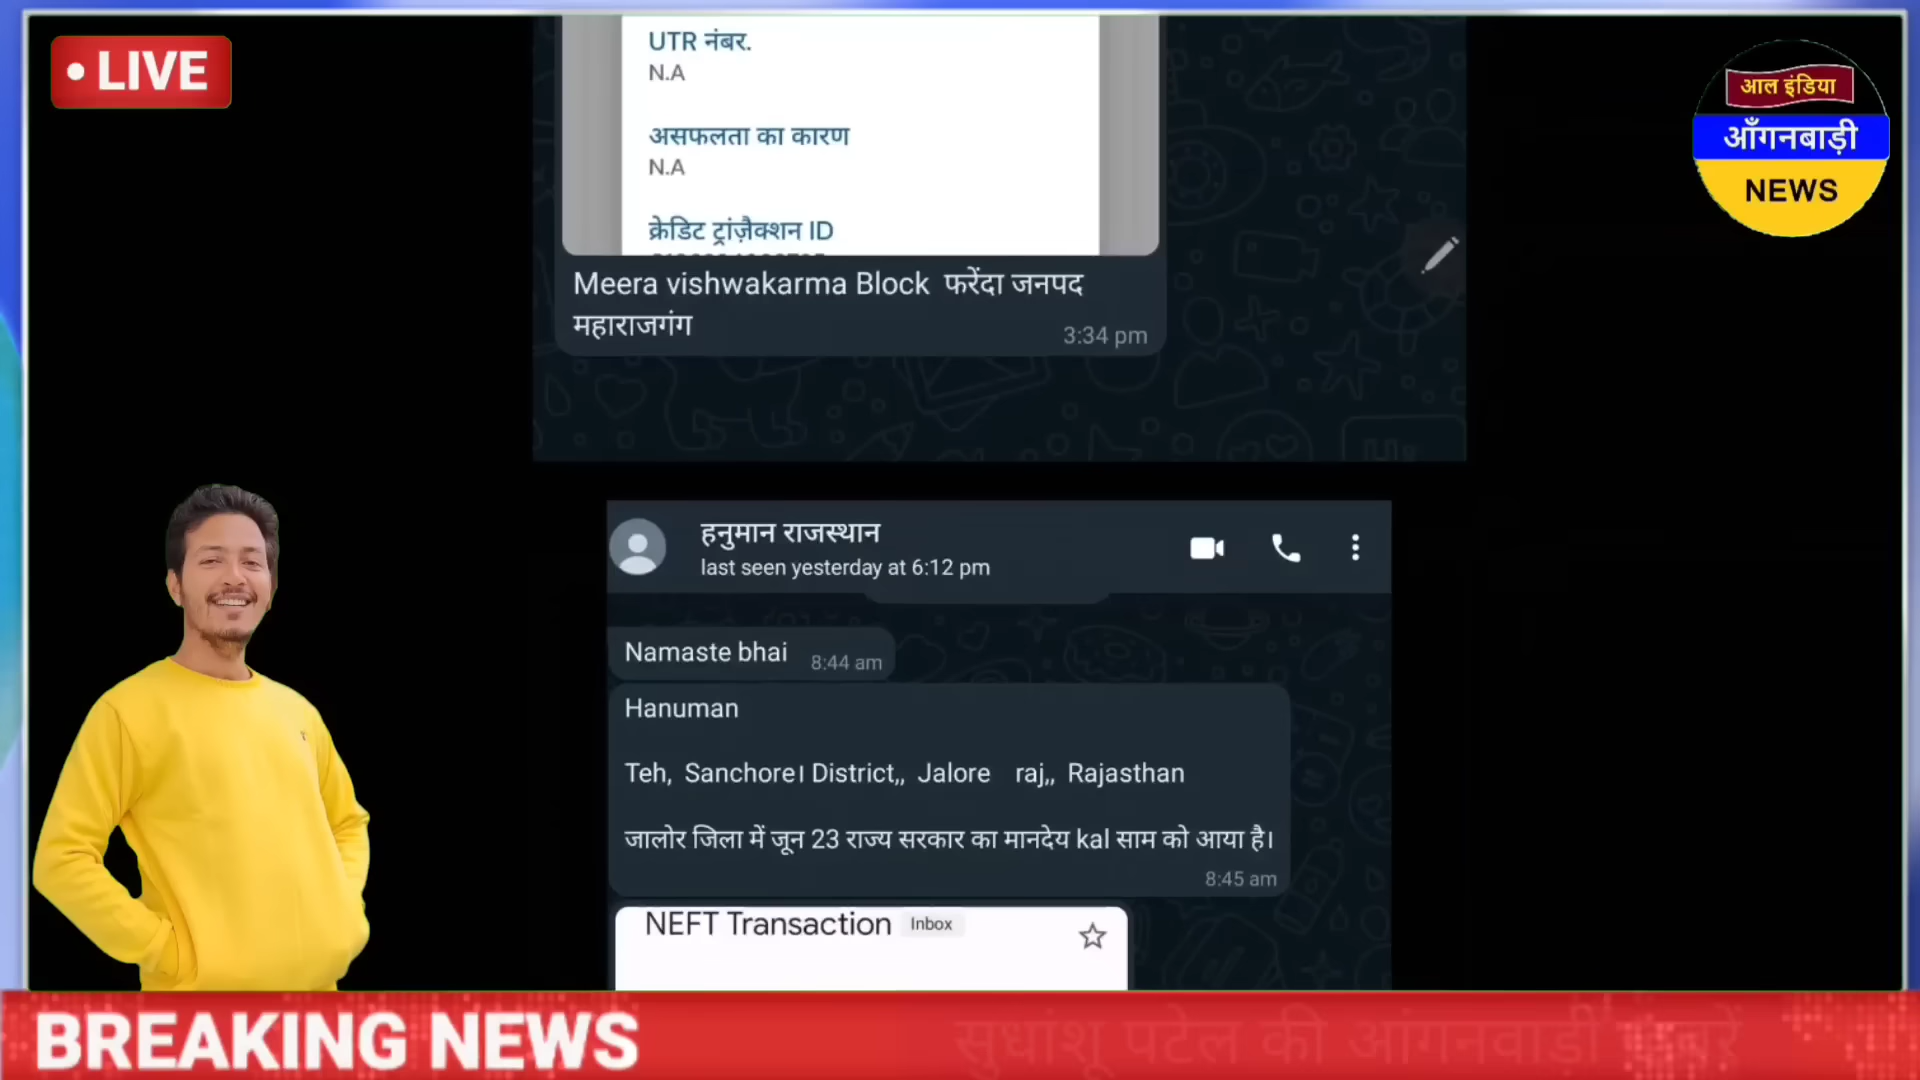 • LIVE
UTR नंबर.
N.A
असफलता का कारण
N.A
क्रेडिट ट्रांज़ैक्शन ID
Meera vishwakarma Block फरेंदा जनपद
महाराजगंग
3:34 pm
आल इंडिया
आँगनबाड़ी
NEWS
हनुमान राजस्थान
last seen yesterday at 6:12 pm
Namaste bhai 8:44 am
Hanuman
Teh, Sanchore। District,, Jalore raj,, Rajasthan
जालोर जिला में जून 23 राज्य सरकार का मानदेय kal साम को आया है।
8:45 am
NEFT Transaction Inbox
BREAKING NEWS
सुधांशू पटेल की आंगनवाड़ी खबरें